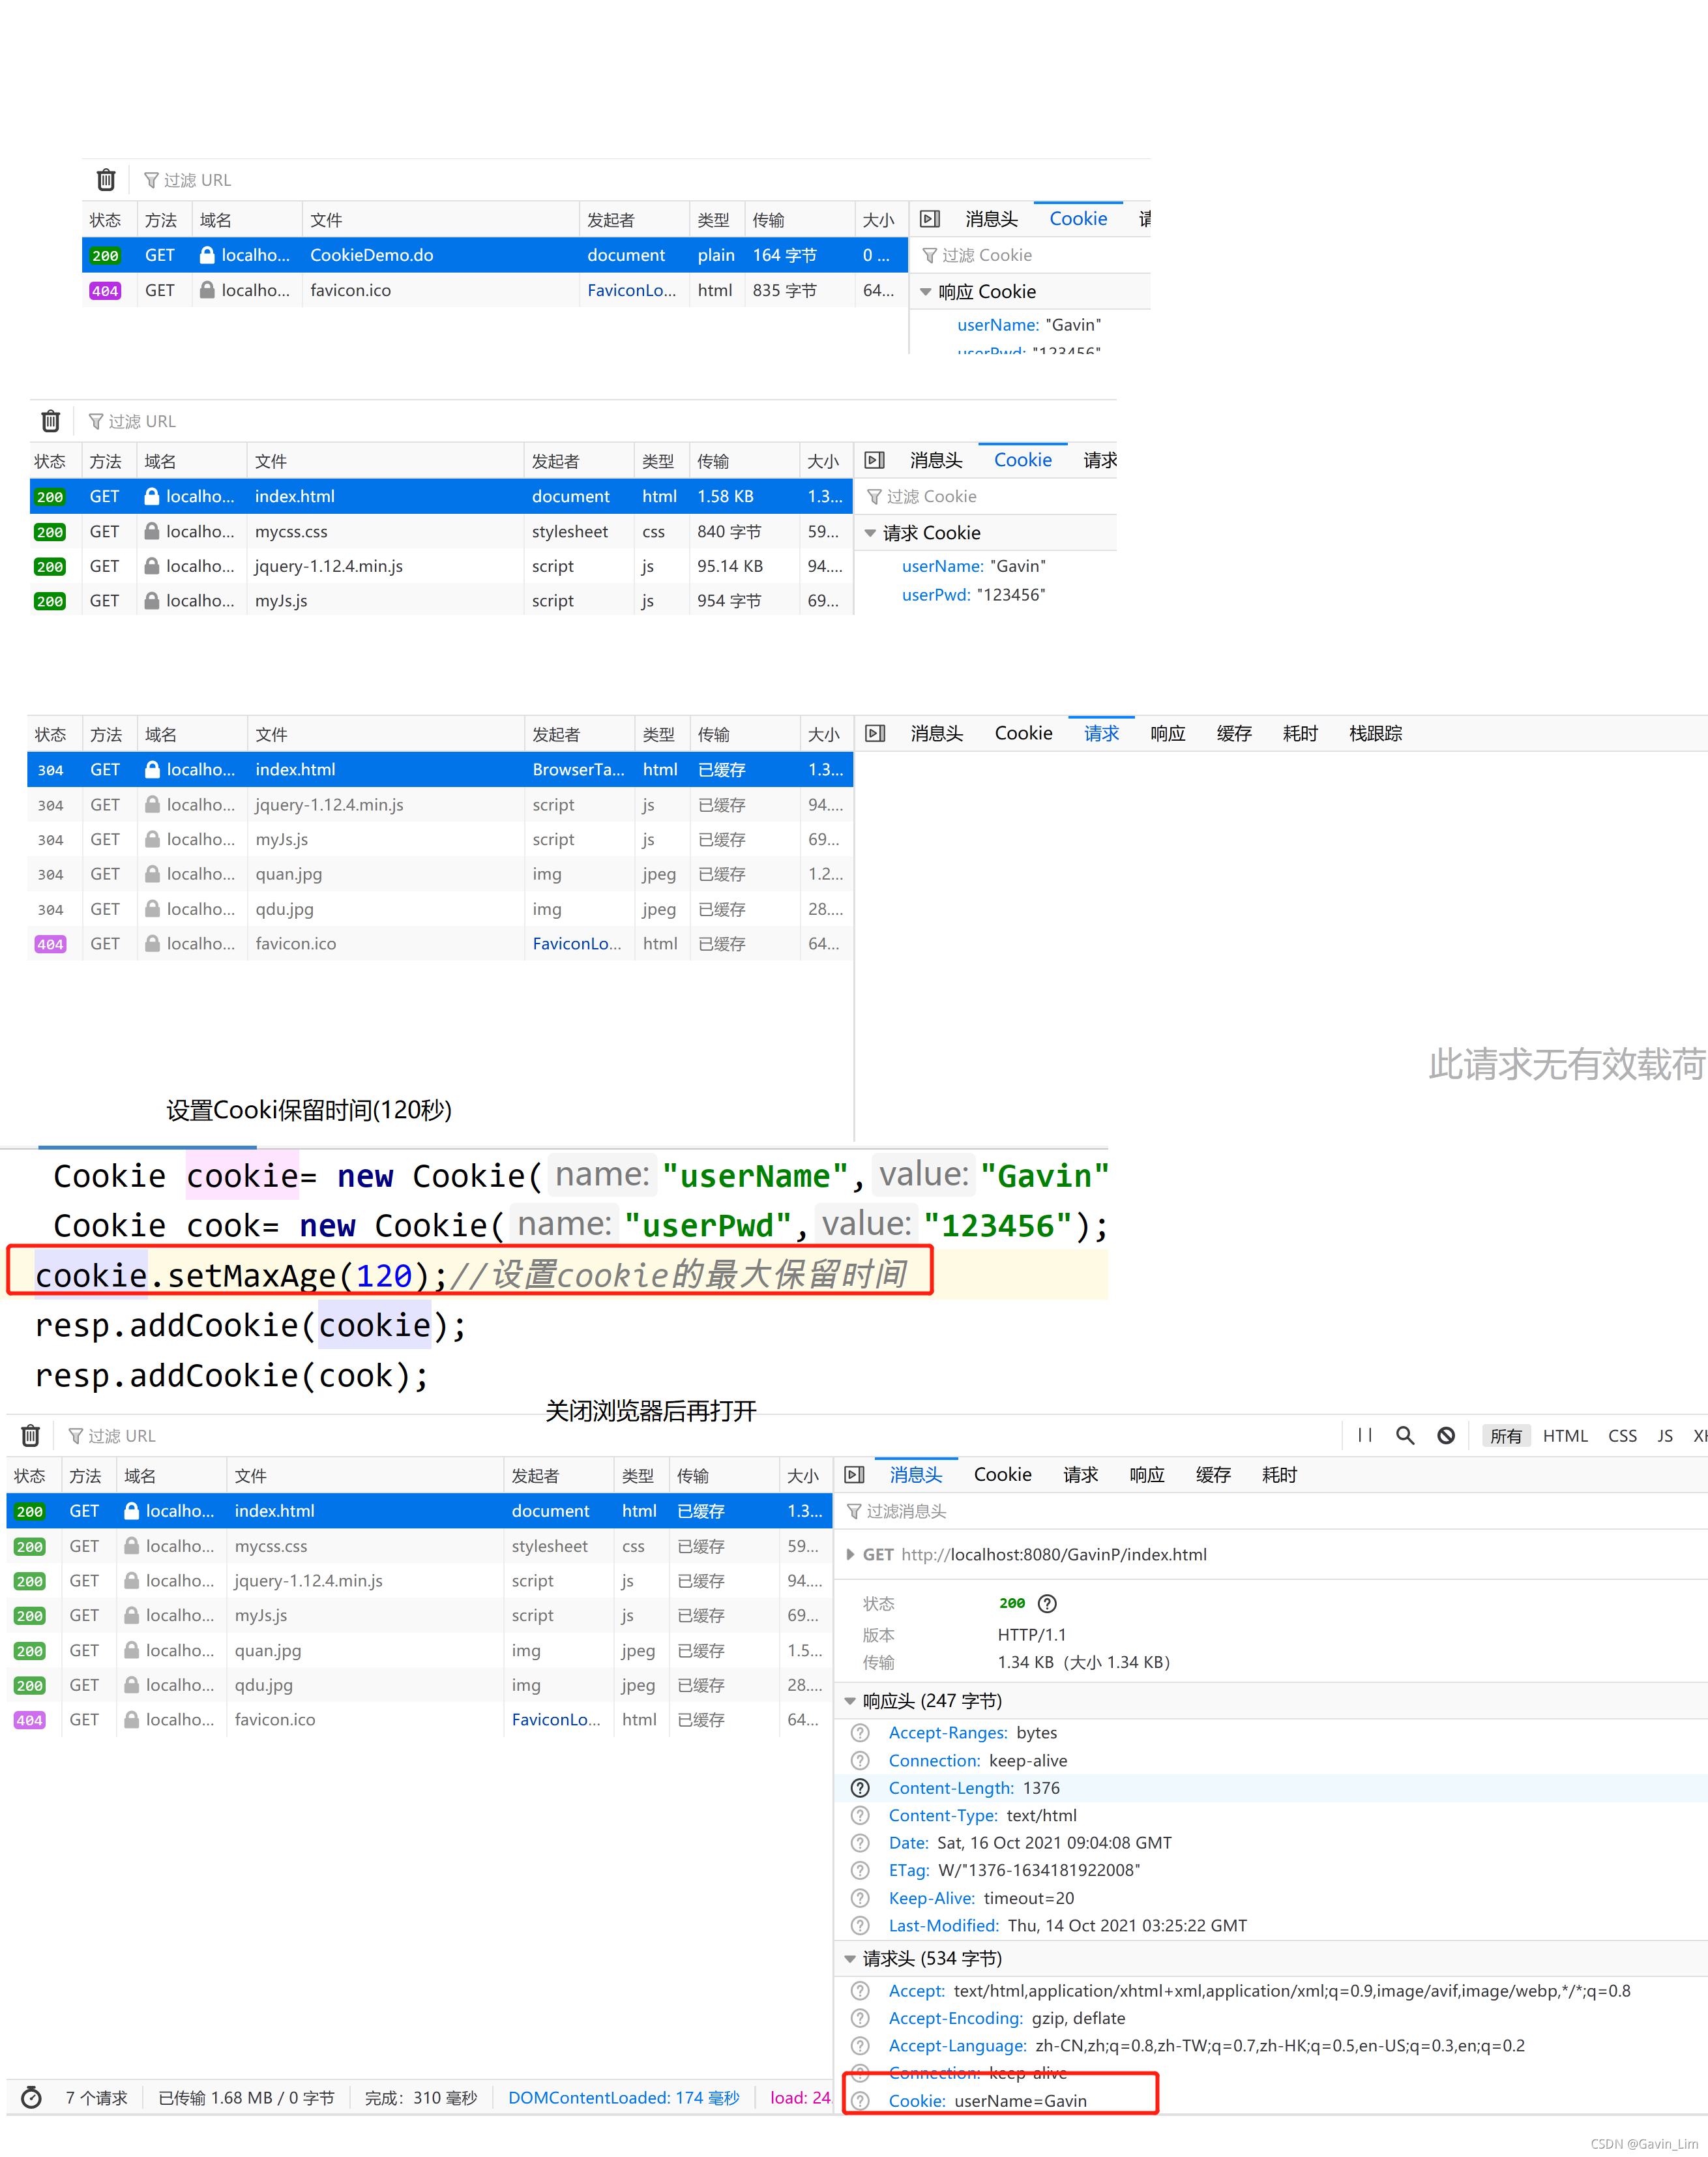 过滤 URL
状态 方法 域名 文件 发起者 类型 传输 大小 消息头 Cookie
200 GET localho... CookieDemo.do document plain 164 字节 0 ... 过滤 Cookie
404 GET localho... favicon.ico FaviconLo... html 835 字节 64... 响应 Cookie
userName: "Gavin"
userPwd: "123456"
过滤 URL
状态 方法 域名 文件 发起者 类型 传输 大小 消息头 Cookie 请求
200 GET localho... index.html document html 1.58 KB 1.3... 过滤 Cookie
200 GET localho... mycss.css stylesheet css 840 字节 59... 请求 Cookie
200 GET localho... jquery-1.12.4.min.js script js 95.14 KB 94.... userName: "Gavin"
200 GET localho... myJs.js script js 954 字节 69... userPwd: "123456"
状态 方法 域名 文件 发起者 类型 传输 大小 消息头 Cookie 请求 响应 缓存 耗时 栈跟踪
304 GET localho... index.html BrowserTa... html 已缓存 1.3...
304 GET localho... jquery-1.12.4.min.js script js 已缓存 94....
304 GET localho... myJs.js script js 已缓存 69...
304 GET localho... quan.jpg img jpeg 已缓存 1.2...
304 GET localho... qdu.jpg img jpeg 已缓存 28....
404 GET localho... favicon.ico FaviconLo... html 已缓存 64...
此请求无有效载荷
设置Cooki保留时间(120秒)
Cookie cookie= new Cookie( name: "userName", value: "Gavin"
Cookie cook= new Cookie( name: "userPwd", value: "123456");
cookie.setMaxAge(120);//设置cookie的最大保留时间
resp.addCookie(cookie);
resp.addCookie(cook);
关闭浏览器后再打开
过滤 URL 所有 HTML CSS JS
状态 方法 域名 文件 发起者 类型 传输 大小 消息头 Cookie 请求 响应 缓存 耗时
200 GET localho... index.html document html 已缓存 1.3... 过滤消息头
200 GET localho... mycss.css stylesheet css 已缓存 59... GET http://localhost:8080/GavinP/index.html
200 GET localho... jquery-1.12.4.min.js script js 已缓存 94.... 状态 200
200 GET localho... myJs.js script js 已缓存 69... 版本 HTTP/1.1
200 GET localho... quan.jpg img jpeg 已缓存 1.5... 传输 1.34 KB（大小 1.34 KB）
200 GET localho... qdu.jpg img jpeg 已缓存 28.... 响应头 (247 字节)
404 GET localho... favicon.ico FaviconLo... html 已缓存 64... Accept-Ranges: bytes
Connection: keep-alive
Content-Length: 1376
Content-Type: text/html
Date: Sat, 16 Oct 2021 09:04:08 GMT
ETag: W/"1376-1634181922008"
Keep-Alive: timeout=20
Last-Modified: Thu, 14 Oct 2021 03:25:22 GMT
请求头 (534 字节)
Accept: text/html,application/xhtml+xml,application/xml;q=0.9,image/avif,image/webp,*/*;q=0.8
Accept-Encoding: gzip, deflate
Accept-Language: zh-CN,zh;q=0.8,zh-TW;q=0.7,zh-HK;q=0.5,en-US;q=0.3,en;q=0.2
Connection: keep-alive
Cookie: userName=Gavin
7 个请求 已传输 1.68 MB / 0 字节 完成：310 毫秒 DOMContentLoaded: 174 毫秒 load: 24
CSDN @Gavin_Lim